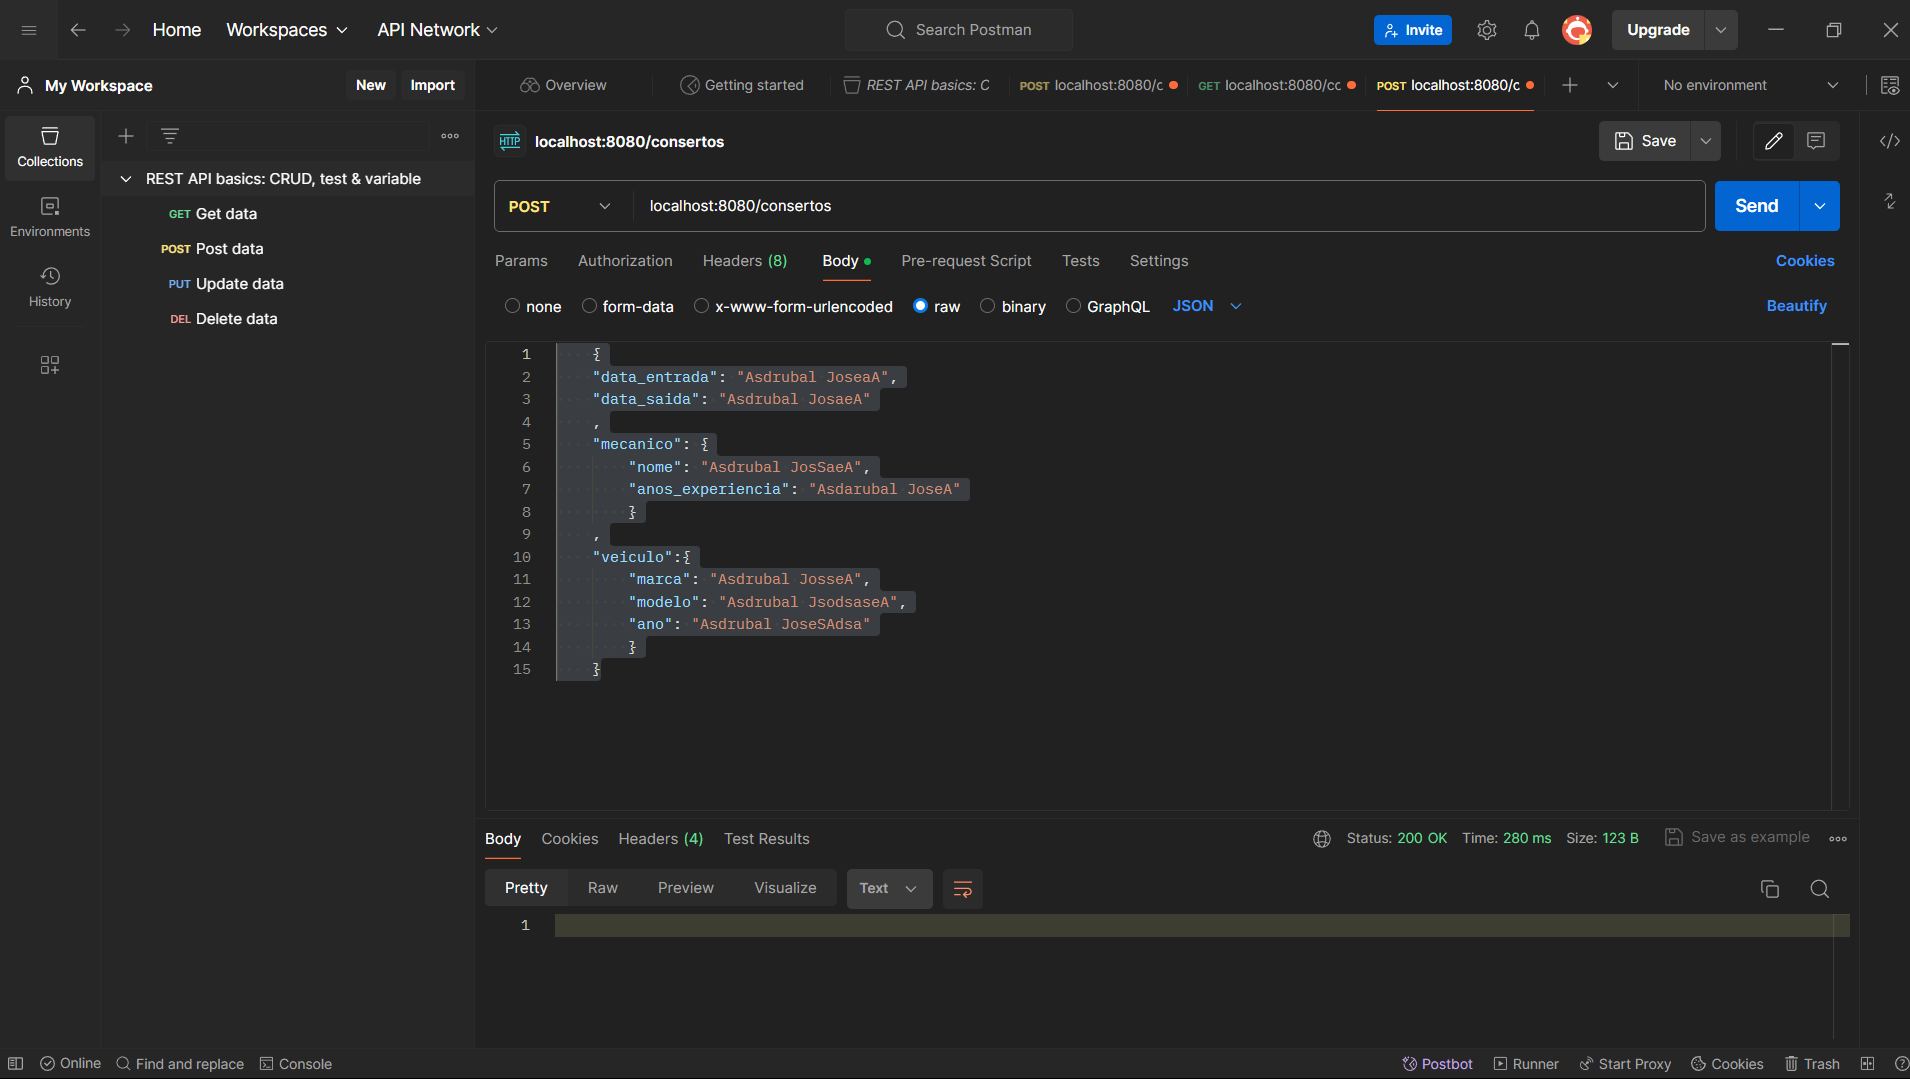 Home Workspaces API Network Search Postman Invite Upgrade
My Workspace New Import Overview Getting started REST API basics: C POST localhost:8080/c GET localhost:8080/cc POST localhost:8080/c No environment
Collections
Environments
History
REST API basics: CRUD, test & variable
GET Get data
POST Post data
PUT Update data
DEL Delete data
HTTP localhost:8080/consertos Save
POST localhost:8080/consertos Send
Params Authorization Headers (8) Body Pre-request Script Tests Settings Cookies
none form-data x-www-form-urlencoded raw binary GraphQL JSON Beautify
1 {
2 "data_entrada": "Asdrubal JoseaA",
3 "data_saida": "Asdrubal JosaeA"
4 ,
5 "mecanico": {
6 "nome": "Asdrubal JosSaeA",
7 "anos_experiencia": "Asdarubal JoseA"
8 }
9 ,
10 "veiculo":{
11 "marca": "Asdrubal JosseA",
12 "modelo": "Asdrubal JsodsaseA",
13 "ano": "Asdrubal JoseSAdsa"
14 }
15 }
Body Cookies Headers (4) Test Results Status: 200 OK Time: 280 ms Size: 123 B Save as example
Pretty Raw Preview Visualize Text
1
Online Find and replace Console Postbot Runner Start Proxy Cookies Trash